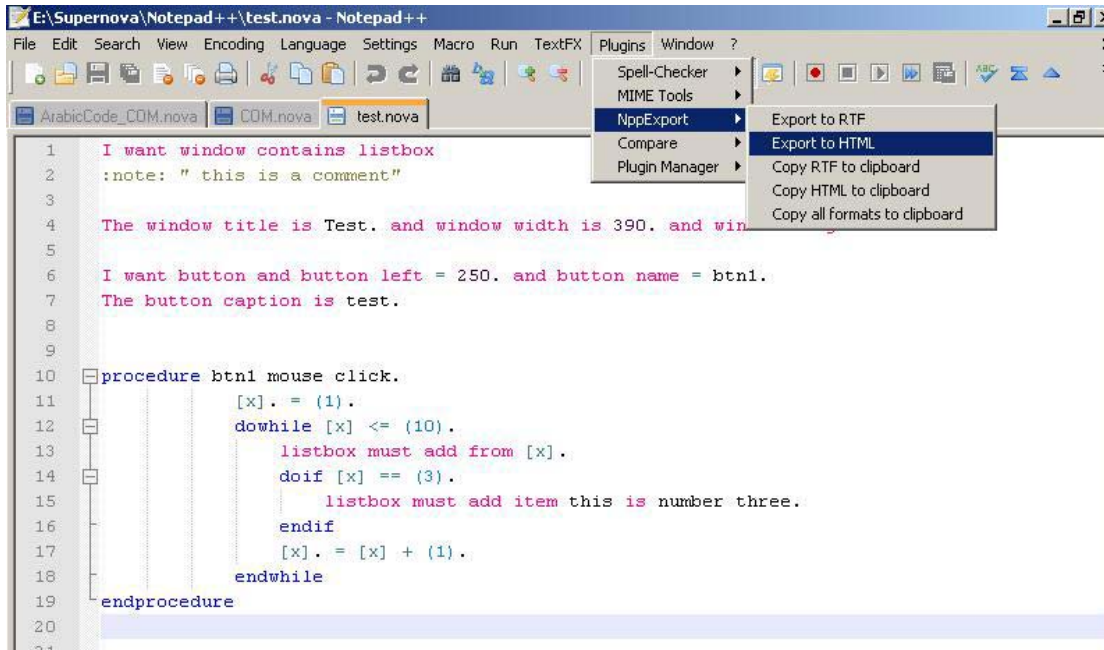 E:\Supernova\Notepad++\test.nova - Notepad++
File Edit Search View Encoding Language Settings Macro Run TextFX Plugins Window ?
Spell-Checker
MIME Tools
NppExport
Compare
Plugin Manager
Export to RTF
Export to HTML
Copy RTF to clipboard
Copy HTML to clipboard
Copy all formats to clipboard
ABC
ArabicCode_COM.nova COM.nova test.nova
1 I want window contains listbox
2 :note: " this is a comment"
3
4 The window title is Test. and window width is 390. and win
5
6 I want button and button left = 250. and button name = btn1.
7 The button caption is test.
8
9
10 procedure btn1 mouse click.
11 [x]. = (1).
12 dowhile [x] <= (10).
13 listbox must add from [x].
14 doif [x] == (3).
15 listbox must add item this is number three.
16 endif
17 [x]. = [x] + (1).
18 endwhile
19 endprocedure
20
21